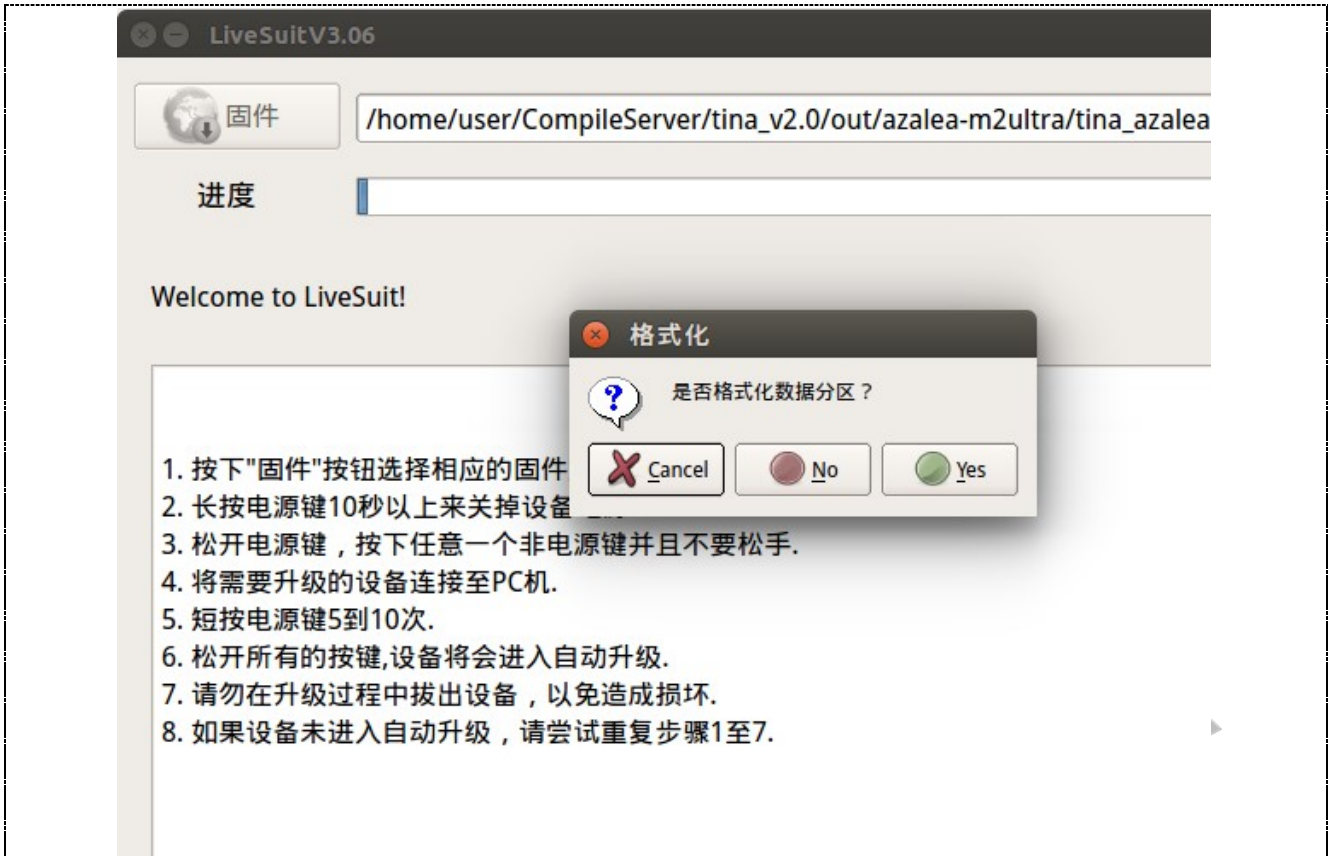 LiveSuitV3.06
固件
/home/user/CompileServer/tina_v2.0/out/azalea-m2ultra/tina_azalea
进度
Welcome to LiveSuit!
格式化
是否格式化数据分区？
Cancel
No
Yes
1. 按下"固件"按钮选择相应的固件
2. 长按电源键10秒以上来关掉设备
3. 松开电源键，按下任意一个非电源键并且不要松手.
4. 将需要升级的设备连接至PC机.
5. 短按电源键5到10次.
6. 松开所有的按键,设备将会进入自动升级.
7. 请勿在升级过程中拔出设备，以免造成损坏.
8. 如果设备未进入自动升级，请尝试重复步骤1至7.